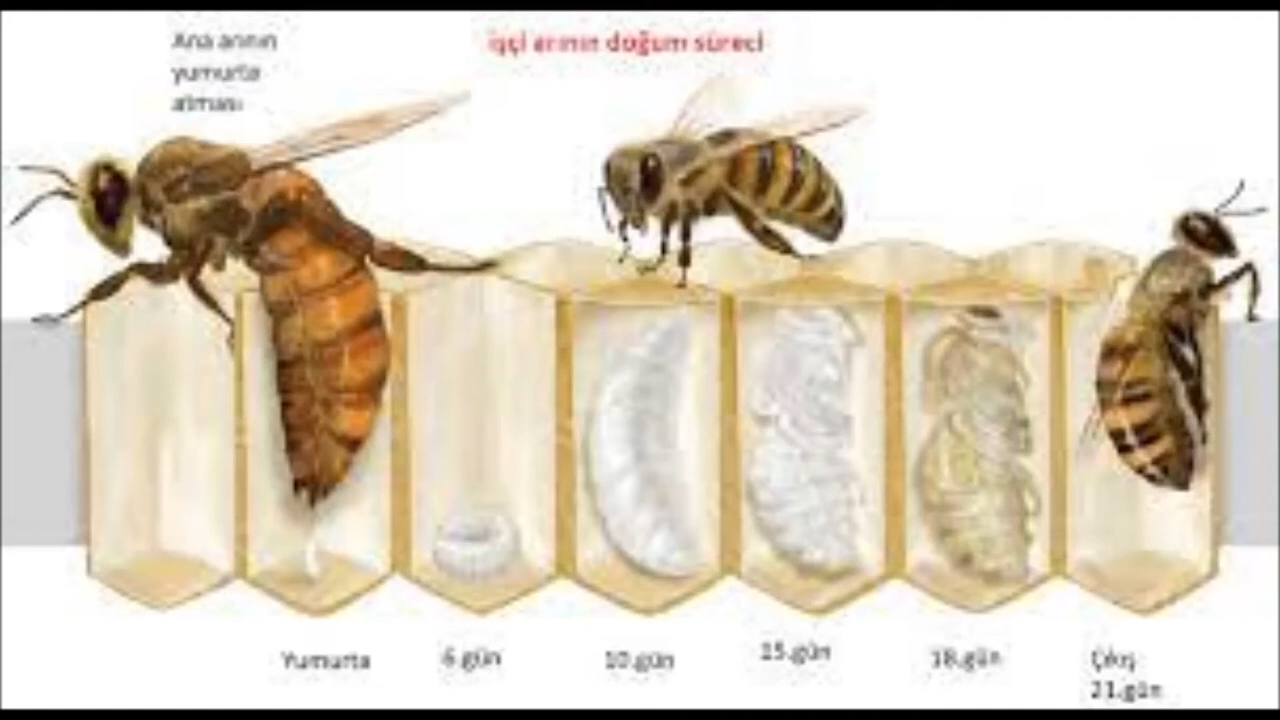 Ana arının
yumurta
atması
işçi arının doğum süreci
Yumurta
6.gün
10.gün
15.gün
18.gün
Çıkış
21.gün